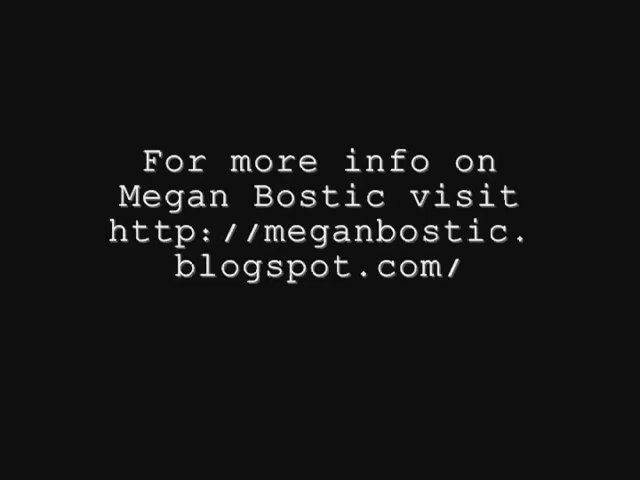 For more info on
Megan Bostic visit
http://meganbostic.
blogspot.com/